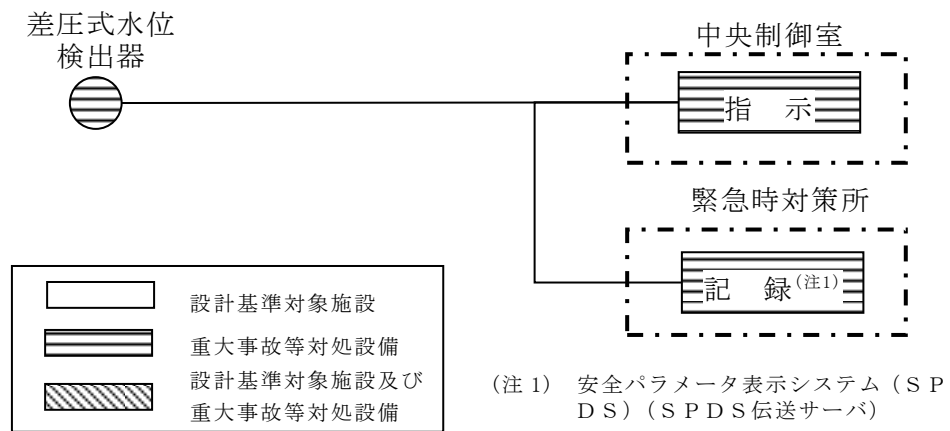 差圧式水位
検出器
中央制御室
指　示
緊急時対策所
記　録(注1)
設計基準対象施設
重大事故等対処設備
設計基準対象施設及び
重大事故等対処設備
(注 1)　安全パラメータ表示システム（ＳＰ
ＤＳ）（ＳＰＤＳ伝送サーバ）